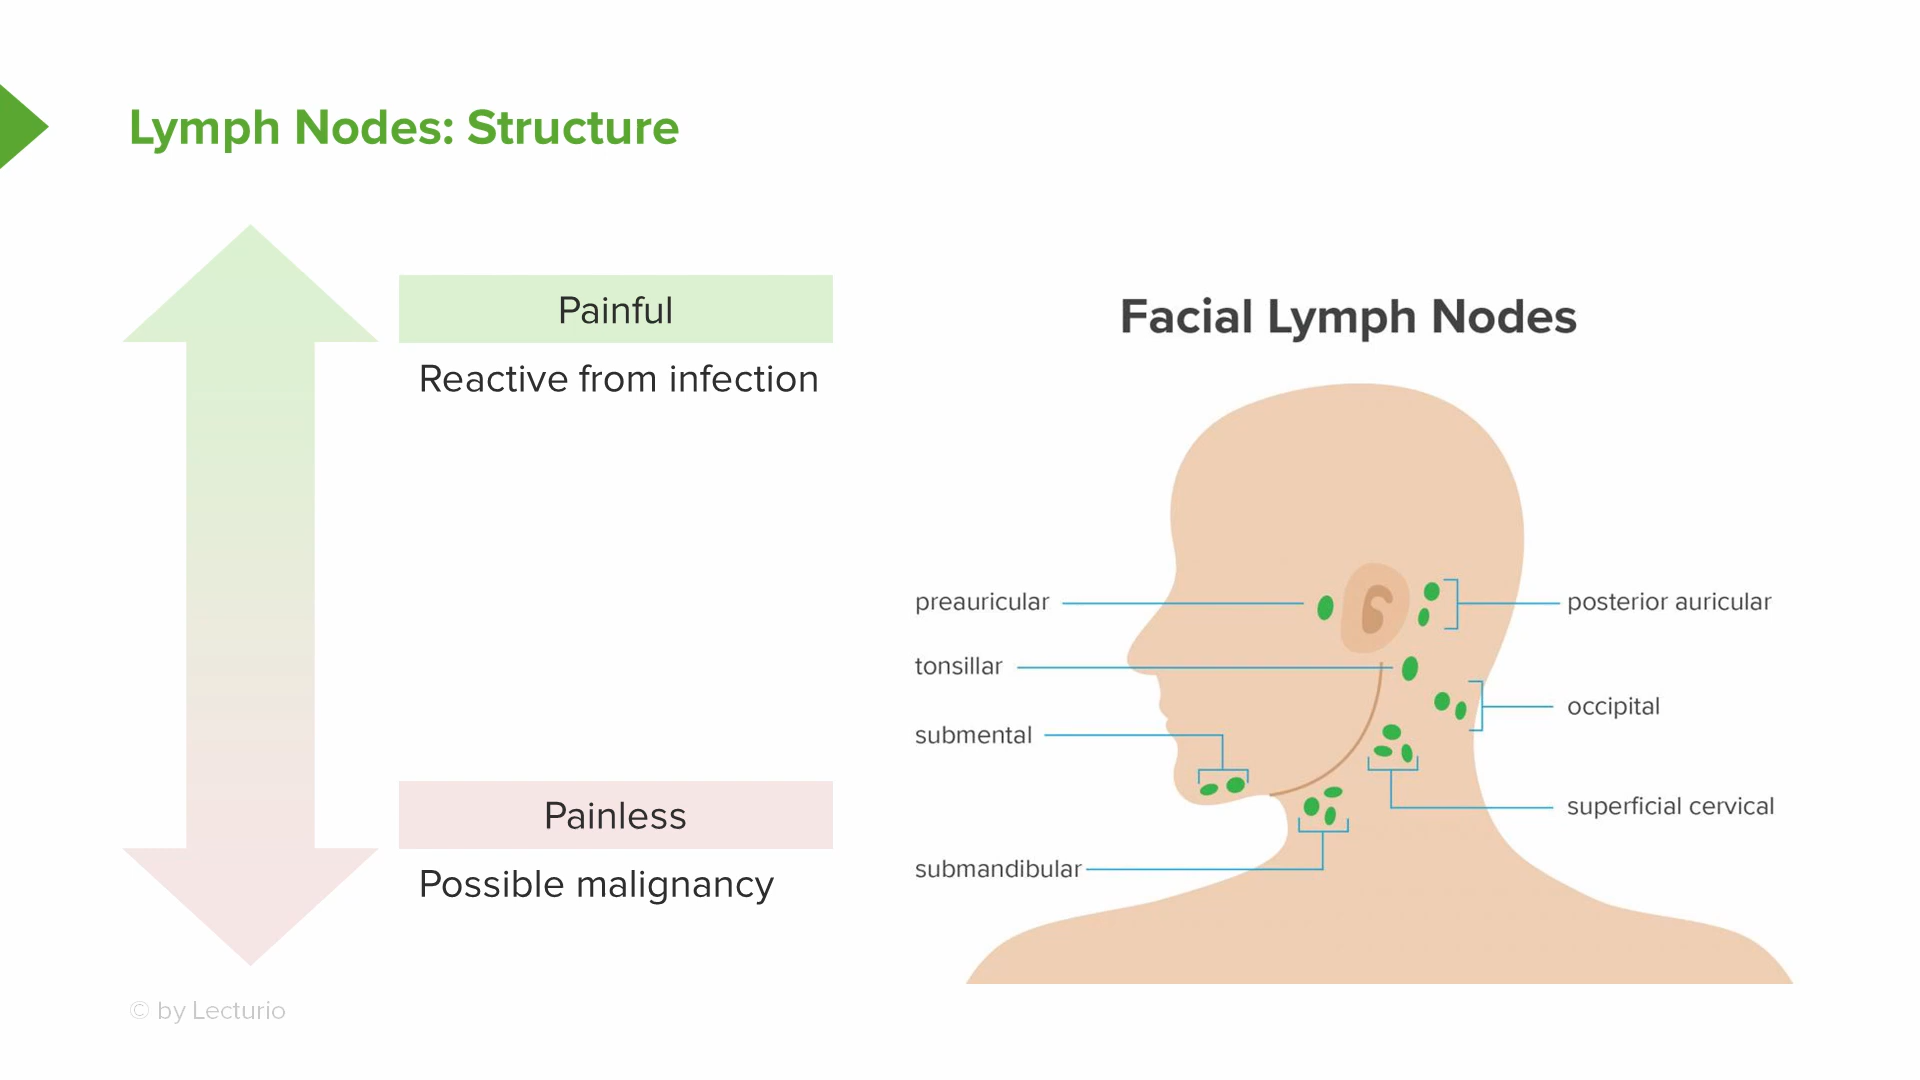 Lymph Nodes: Structure
Painful
Reactive from infection
Painless
Possible malignancy
Facial Lymph Nodes
preauricular
tonsillar
submental
submandibular
posterior auricular
occipital
superficial cervical
© by Lecturio